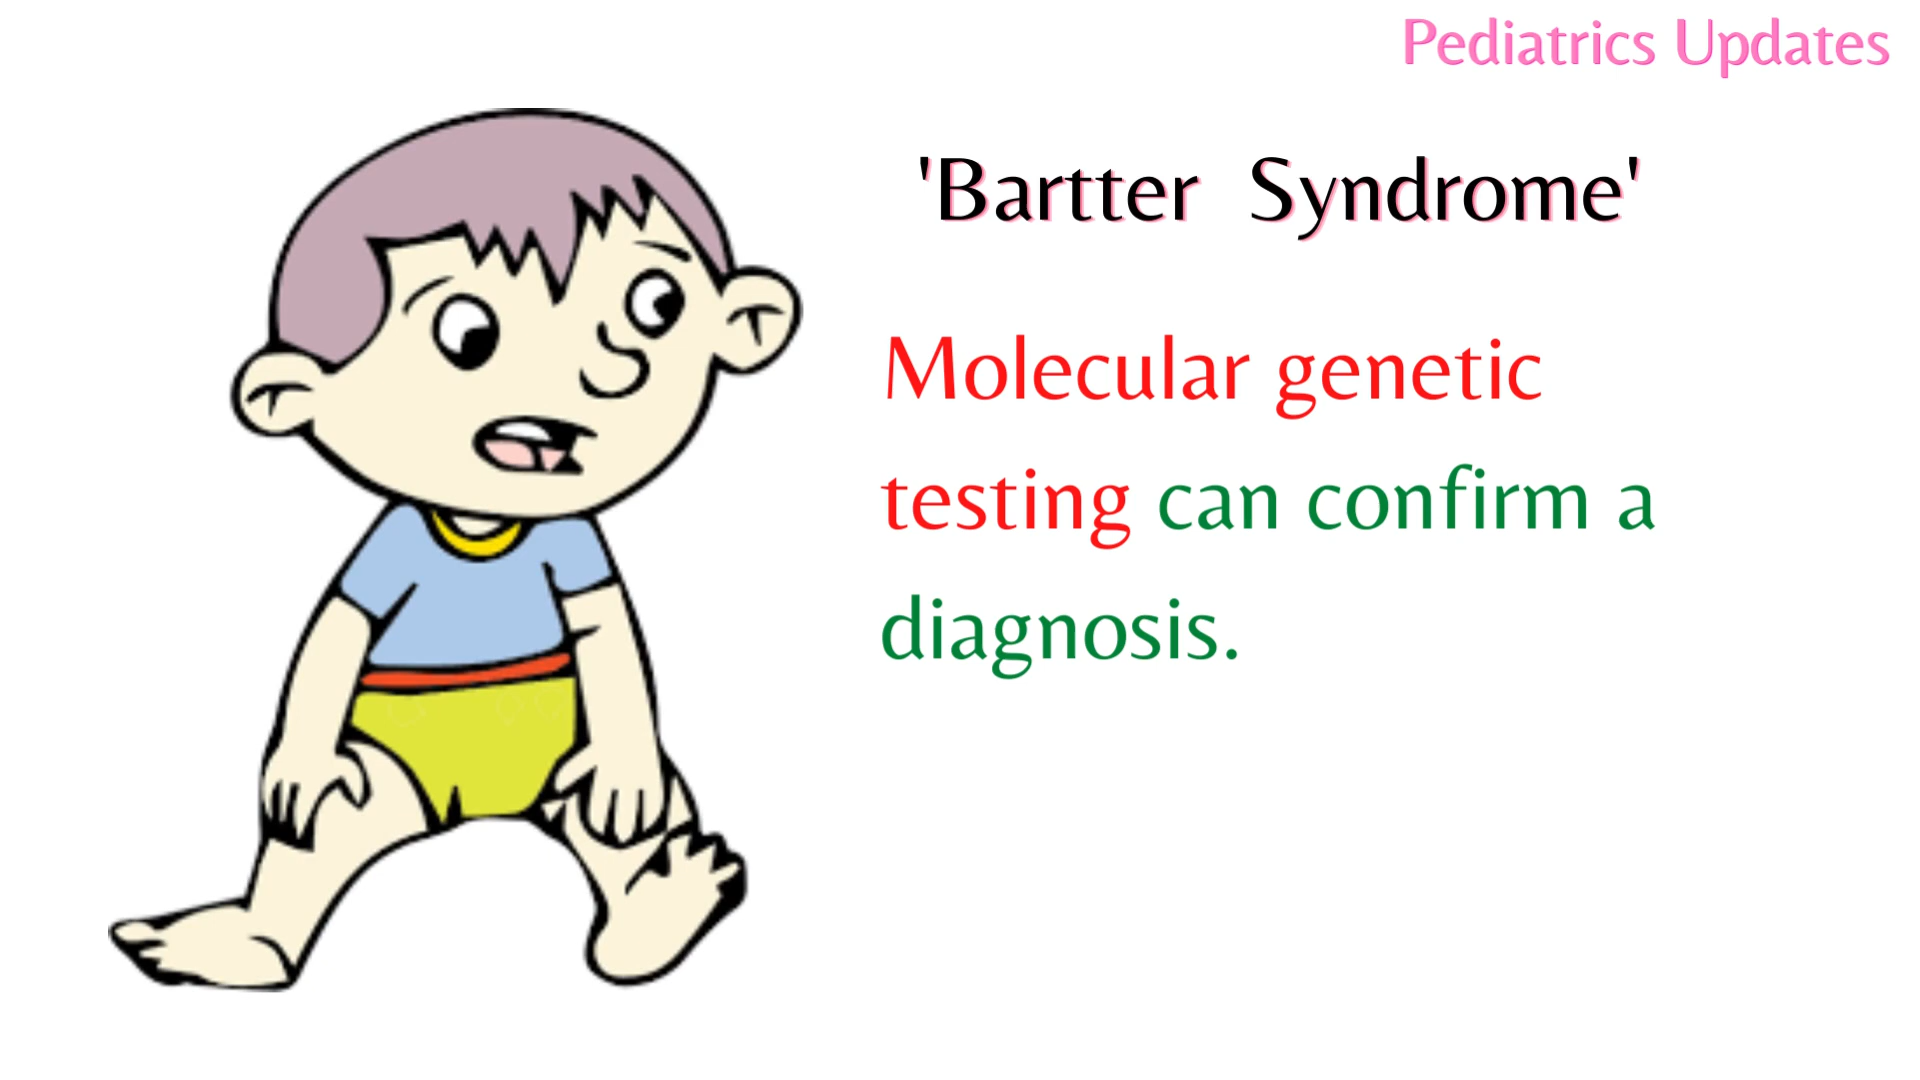 Pediatrics Updates
'Bartter Syndrome'
Molecular genetic
testing can confirm a
diagnosis.